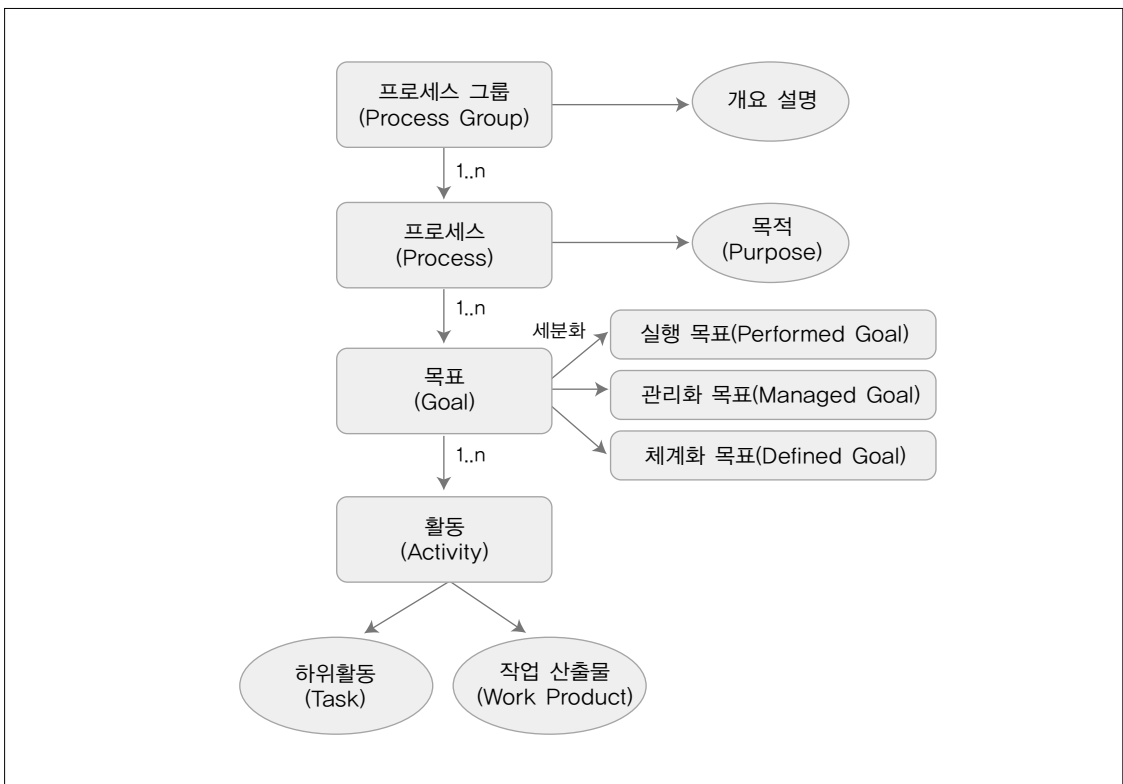 프로세스 그룹
(Process Group)
개요 설명
1..n
프로세스
(Process)
목적
(Purpose)
1..n
세분화
실행 목표(Performed Goal)
목표
(Goal)
관리화 목표(Managed Goal)
체계화 목표(Defined Goal)
1..n
활동
(Activity)
하위활동
(Task)
작업 산출물
(Work Product)